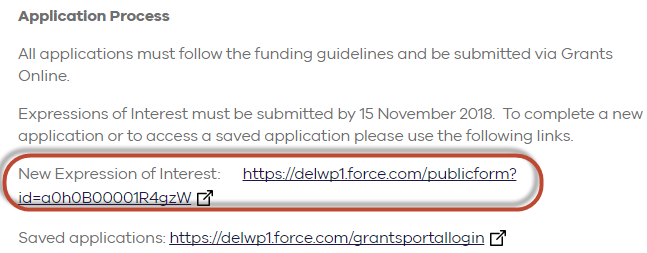 Application Process
All applications must follow the funding guidelines and be submitted via Grants
Online.
Expressions of Interest must be submitted by 15 November 2018.  To complete a new
application or to access a saved application please use the following links.
New Expression of Interest: https://delwp1.force.com/publicform?
id=a0h0B00001R4gzW
Saved applications: https://delwp1.force.com/grantsportallogin